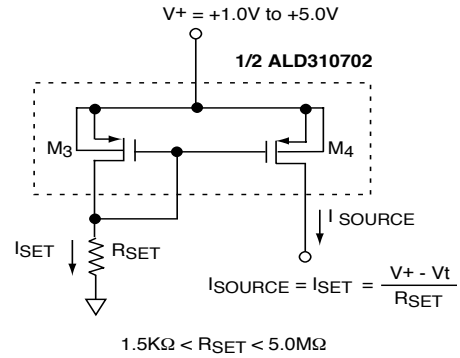 V+ = +1.0V to +5.0V
1/2 ALD310702
M3
M4
ISET
RSET
I SOURCE
ISOURCE = ISET = V+ - Vt / RSET
1.5KΩ < RSET < 5.0MΩ